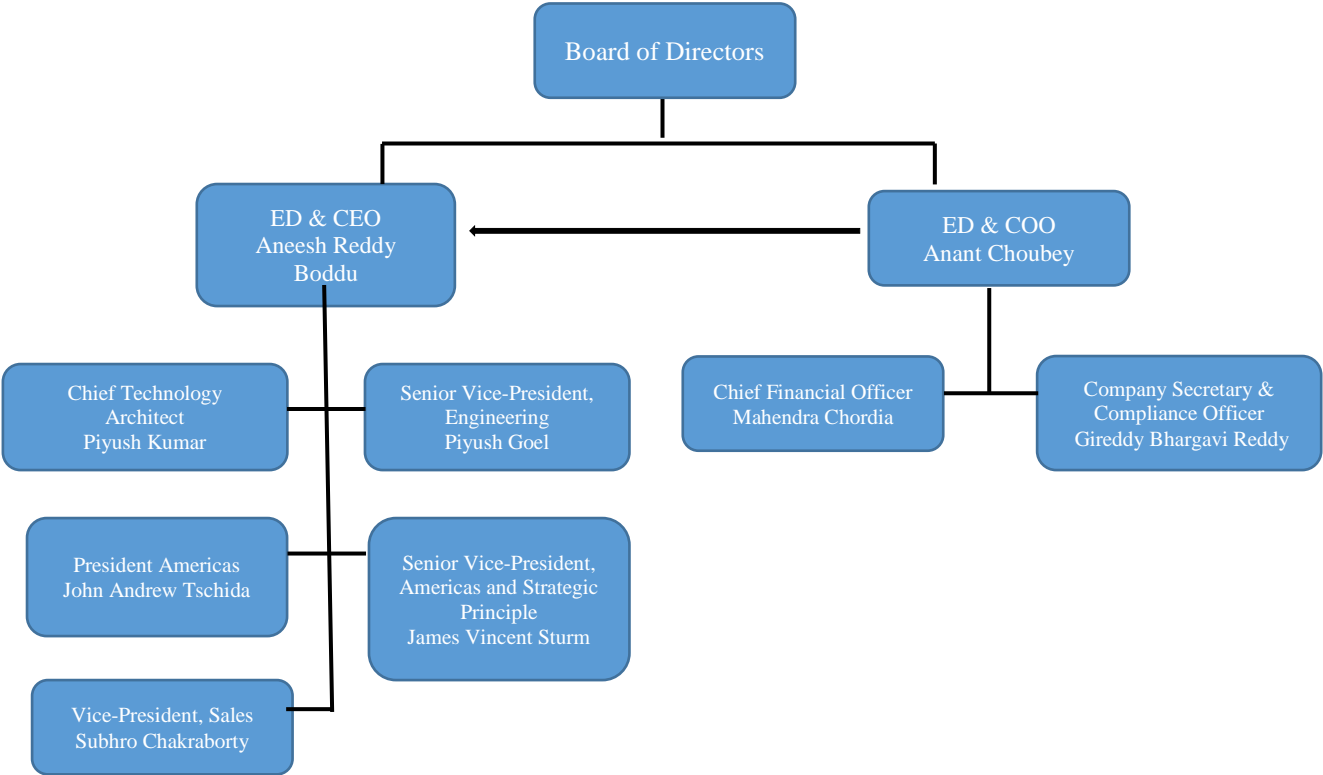 Board of Directors
ED & CEO
Aneesh Reddy
Boddu
ED & COO
Anant Choubey
Chief Technology
Architect
Piyush Kumar
Senior Vice-President,
Engineering
Piyush Goel
Chief Financial Officer
Mahendra Chordia
Company Secretary &
Compliance Officer
Gireddy Bhargavi Reddy
President Americas
John Andrew Tschida
Senior Vice-President,
Americas and Strategic
Principle
James Vincent Sturm
Vice-President, Sales
Subhro Chakraborty